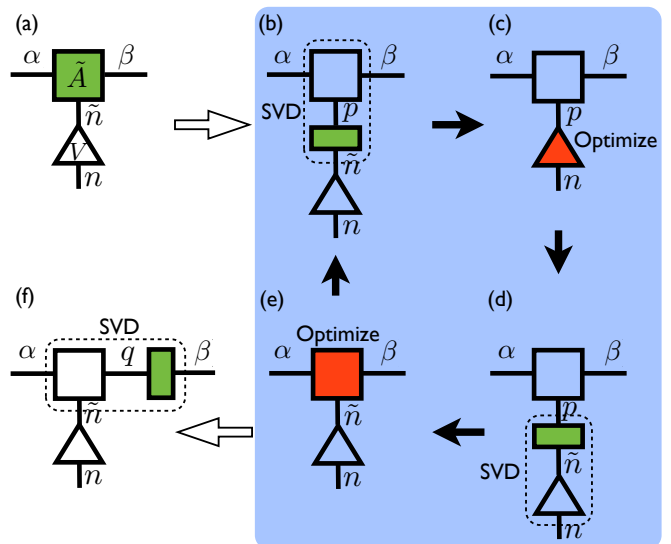 (a)
α Ã β
ñ
V
n
(b)
α β
SVD p
ñ
n
(c)
α β
p
Optimize
n
(f)
SVD
α q β
ñ
n
(e)
Optimize
α β
ñ
n
(d)
α β
p
ñ
SVD
n